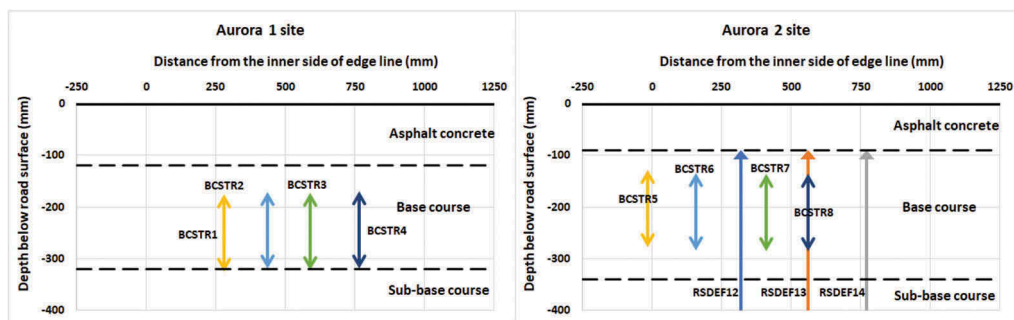 Aurora 1 site
Distance from the inner side of edge line (mm)
-250 0 250 500 750 1000 1250
Depth below road surface (mm)
0
-100
-200
-300
-400
Asphalt concrete
BCSTR2 BCSTR3
Base course
BCSTR1 BCSTR4
Sub-base course
Aurora 2 site
Distance from the inner side of edge line (mm)
-250 0 250 500 750 1000 1250
Depth below road surface (mm)
0
-100
-200
-300
-400
Asphalt concrete
BCSTR6 BCSTR7
BCSTR5 BCSTR8 Base course
RSDEF12 RSDEF13 RSDEF14 Sub-base course